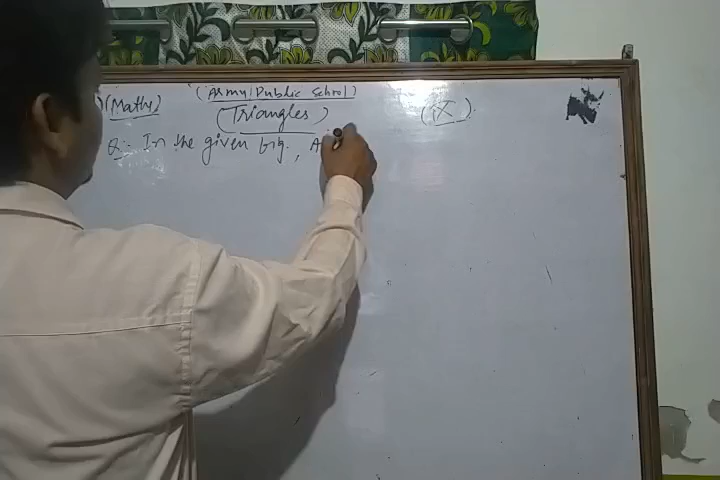 (Maths) (Army Public School)
(Triangles) (IX)
Q:- In the given fig., A